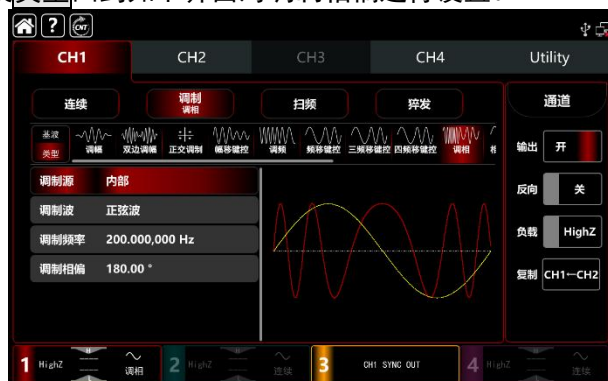 ?
CNT
CH1 CH2 CH3 CH4 Utility
连续 调制 调相 扫频 猝发 通道
基波
类型
调幅 双边调幅 正交调制 幅移键控 调频 频移键控 三频移键控 四频移键控 调相
输出 开
调制源 内部
反向 关
调制波 正弦波
负载 HighZ
调制频率 200.000,000 Hz
调制相偏 180.00 °
复制 CH1←CH2
1 HighZ 调相 2 HighZ 连续 3 CH1 SYNC OUT 4 HighZ 连续